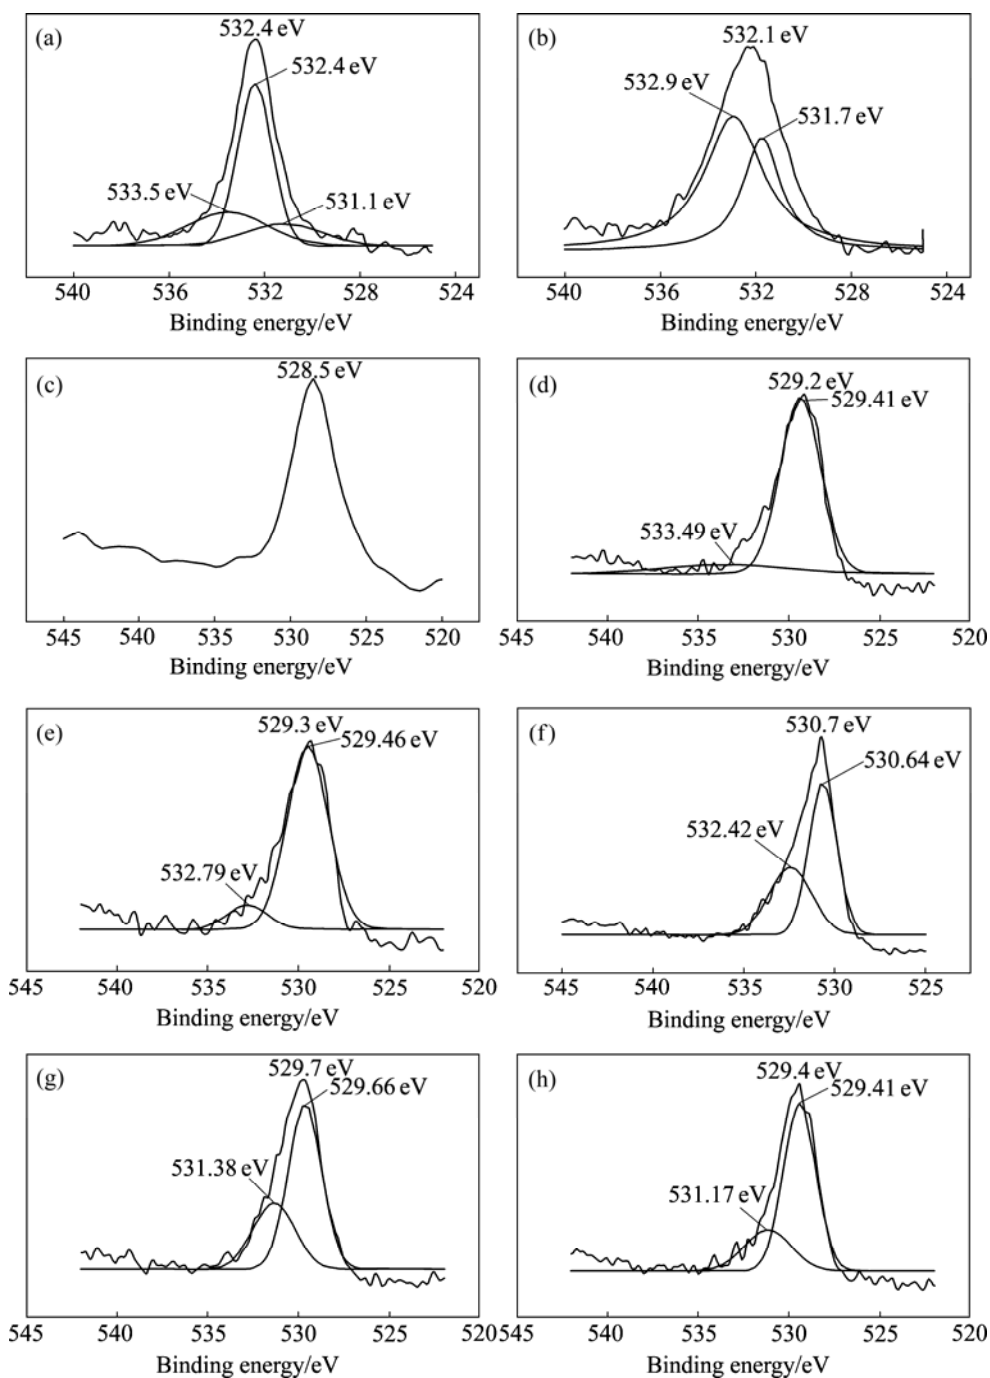 (a)
532.4 eV
532.4 eV
533.5 eV
531.1 eV
540 536 532 528 524
Binding energy/eV
(b)
532.1 eV
532.9 eV
531.7 eV
540 536 532 528 524
Binding energy/eV
(c)
528.5 eV
545 540 535 530 525 520
Binding energy/eV
(d)
529.2 eV
529.41 eV
533.49 eV
545 540 535 530 525 520
Binding energy/eV
(e)
529.3 eV
529.46 eV
532.79 eV
545 540 535 530 525 520
Binding energy/eV
(f)
530.7 eV
530.64 eV
532.42 eV
545 540 535 530 525
Binding energy/eV
(g)
529.7 eV
529.66 eV
531.38 eV
545 540 535 530 525 520
Binding energy/eV
(h)
529.4 eV
529.41 eV
531.17 eV
545 540 535 530 525 520
Binding energy/eV